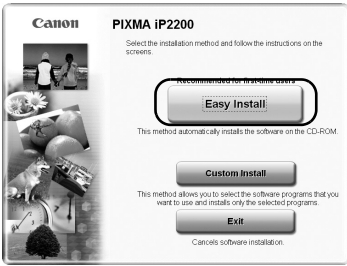 Canon
PIXMA iP2200
Select the installation method and follow the instructions on the
screens.
Recommended for first-time users
Easy Install
This method automatically installs the software on the CD-ROM.
Custom Install
This method allows you to select the software programs that you
want to use and installs only the selected programs.
Exit
Cancels software installation.